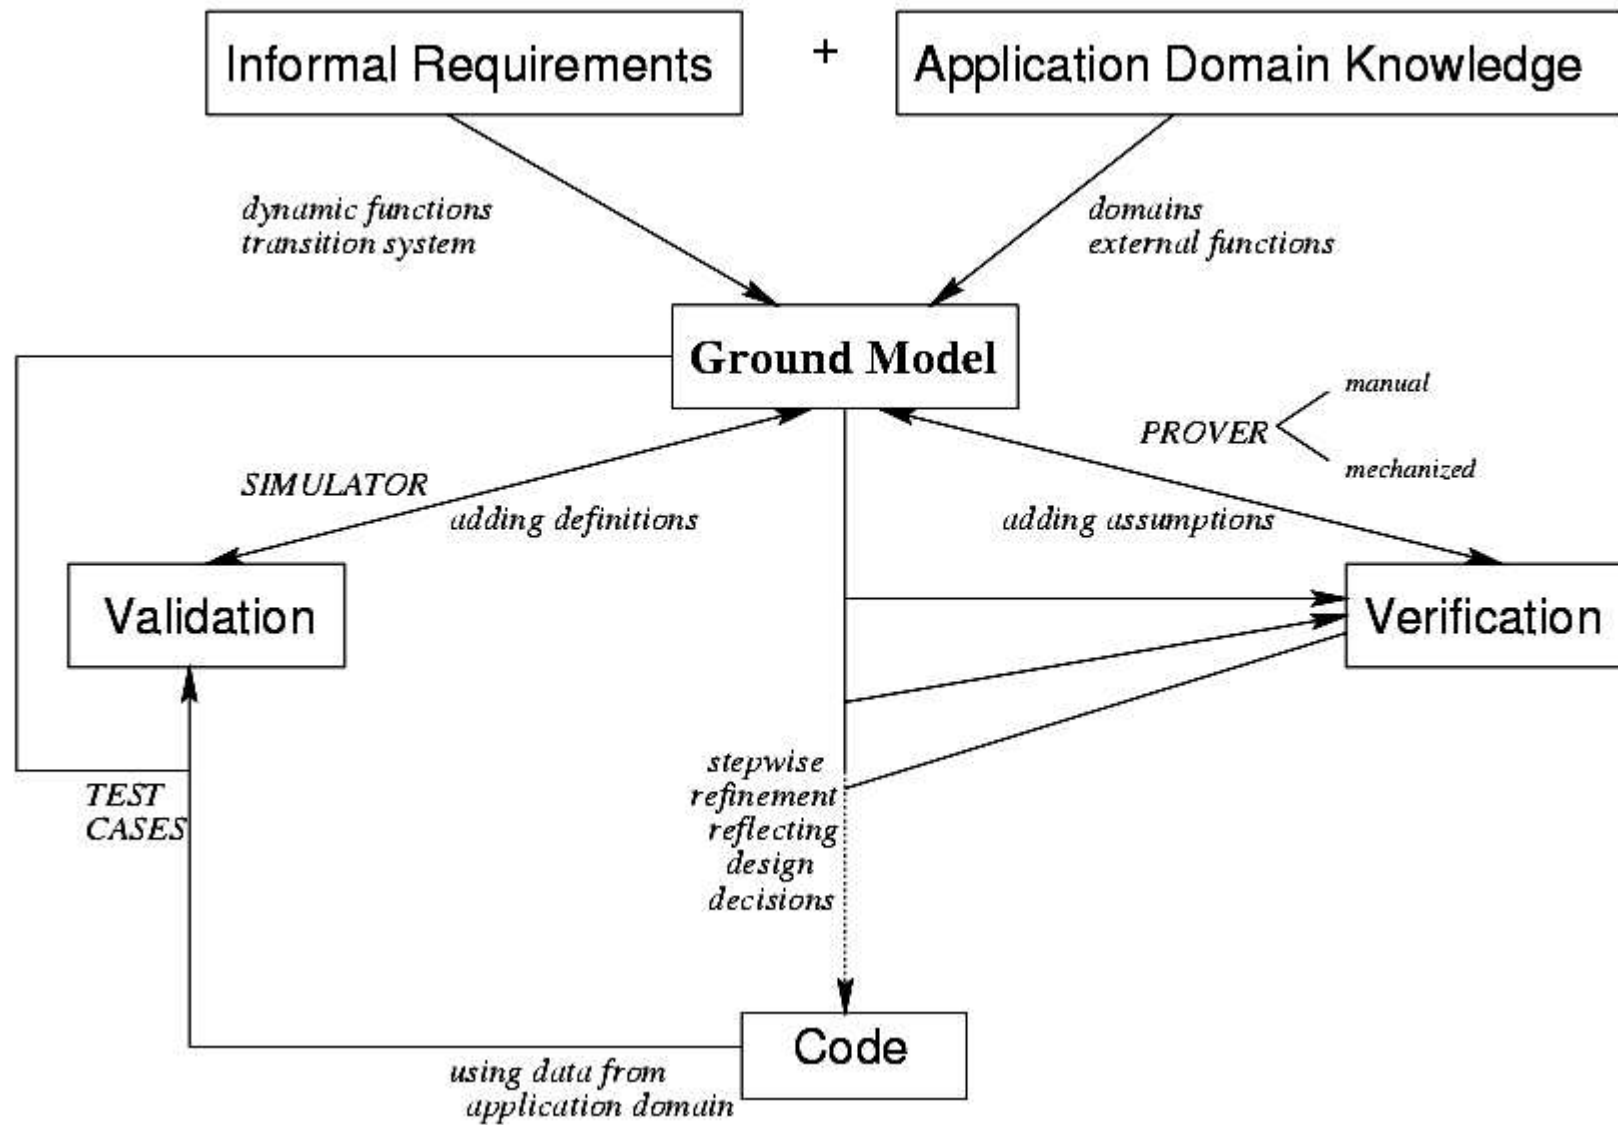 Informal Requirements
+
Application Domain Knowledge
dynamic functions
transition system
domains
external functions
Ground Model
manual
PROVER
mechanized
SIMULATOR
adding definitions
adding assumptions
Validation
Verification
stepwise
refinement
reflecting
design
decisions
TEST
CASES
Code
using data from
application domain